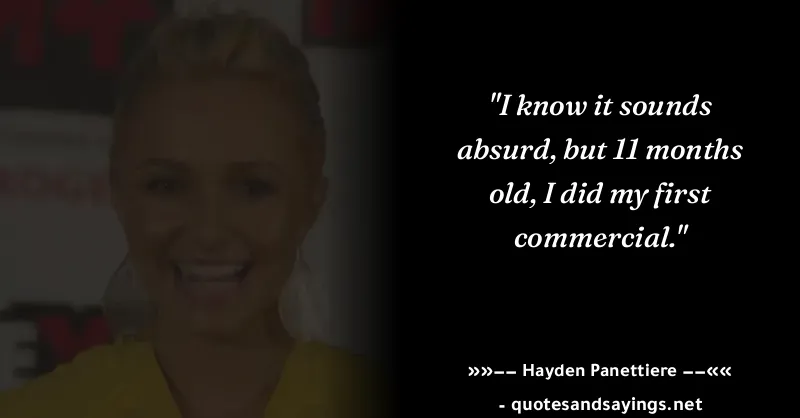 "I know it sounds
absurd, but 11 months
old, I did my first
commercial."
»»−− Hayden Panettiere −−««
- quotesandsayings.net